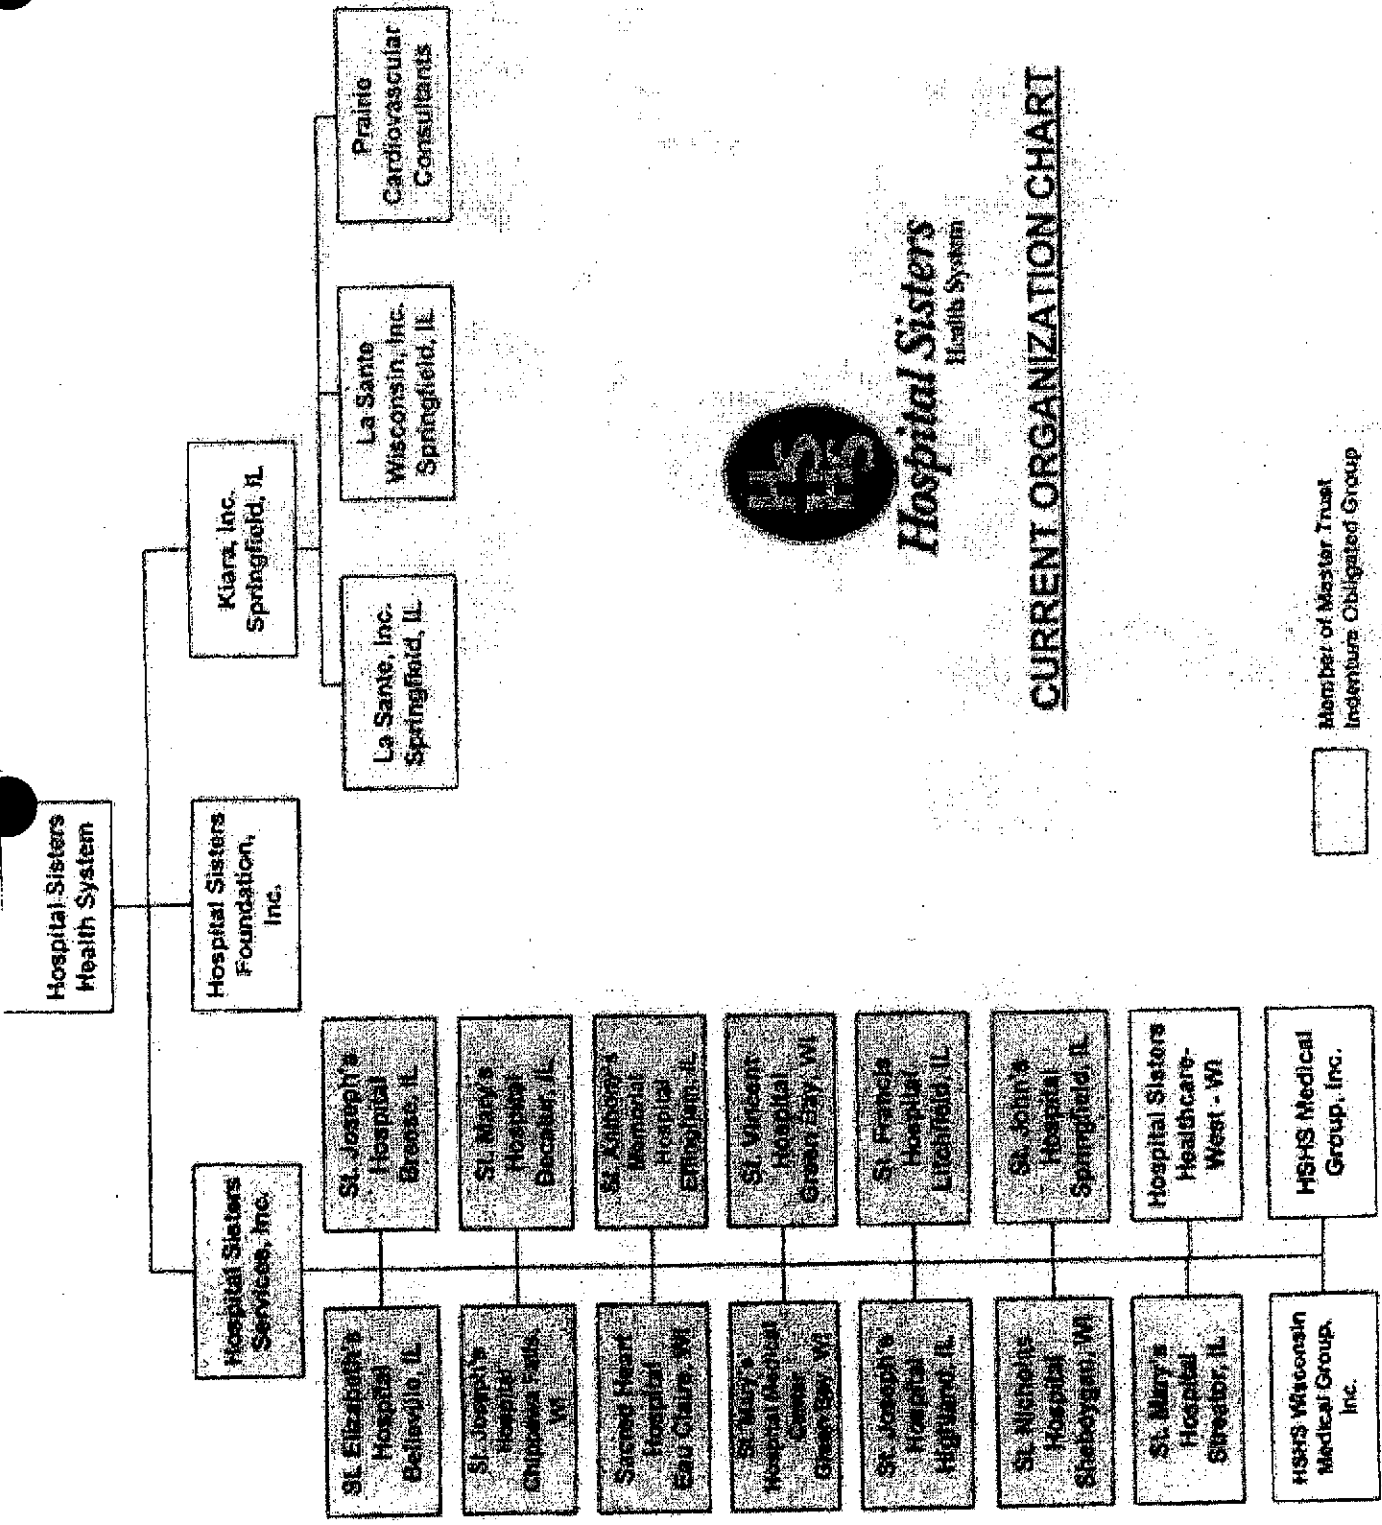 Hospital Sisters
Health System
Hospital Sisters
Services, Inc.
Hospital Sisters
Foundation,
Inc.
Kiara, Inc.
Springfield, IL
St. Elizabeth's
Hospital
Belleville, IL
St. Joseph's
Hospital
Breese, IL
St. Joseph's
Hospital
Chippewa Falls,
WI
St. Mary's
Hospital
Decatur, IL
Sacred Heart
Hospital
Eau Claire, WI
St. Anthony's
Memorial
Hospital
Effingham, IL
St. Mary's
Hospital Medical
Center
Green Bay, WI
St. Vincent
Hospital
Green Bay, WI
St. Joseph's
Hospital
Highland, IL
St. Francis
Hospital
Litchfield, IL
St. Nicholas
Hospital
Sheboygan, WI
St. John's
Hospital
Springfield, IL
St. Mary's
Hospital
Streator, IL
Hospital Sisters
Healthcare-
West - WI
HSHS Wisconsin
Medical Group,
Inc.
HSHS Medical
Group, Inc.
La Sante, Inc.
Springfield, IL
La Sante
Wisconsin, Inc.
Springfield, IL
Prairie
Cardiovascular
Consultants
Hospital Sisters
Health System
CURRENT ORGANIZATION CHART
Member of Master Trust
Indenture Obligated Group